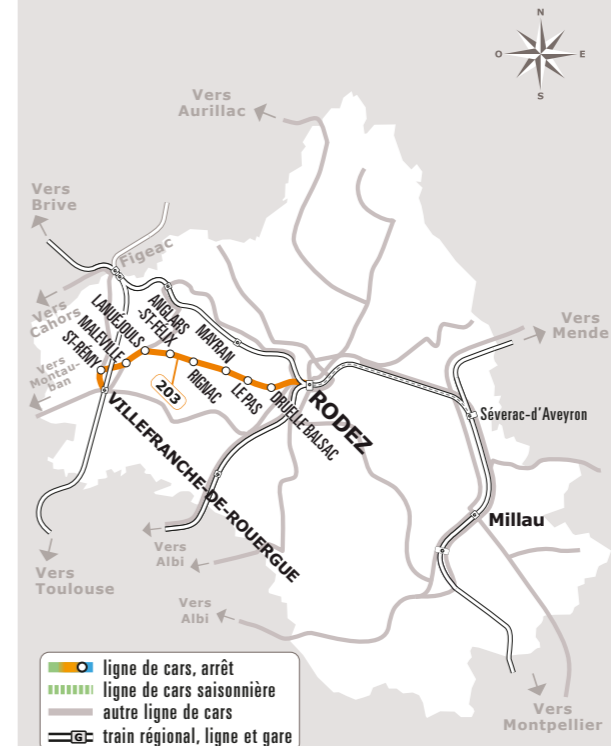 N
O
E
S
Vers
Aurillac
Vers
Brive
Figeac
Vers
Cahors
Vers
Montau-
ban
ST-RÉMY
MALEVILLE
LANUÉJOULS
ANGLARS
-ST-FÉLIX
MAYRAN
203
RIGNAC
LE PAS
DRUELLE BALSAC
RODEZ
VILLEFRANCHE-DE-ROUERGUE
Vers
Mende
Séverac-d'Aveyron
Millau
Vers
Toulouse
Vers
Albi
Vers
Albi
Vers
Montpellier
ligne de cars, arrêt
ligne de cars saisonnière
autre ligne de cars
G train régional, ligne et gare